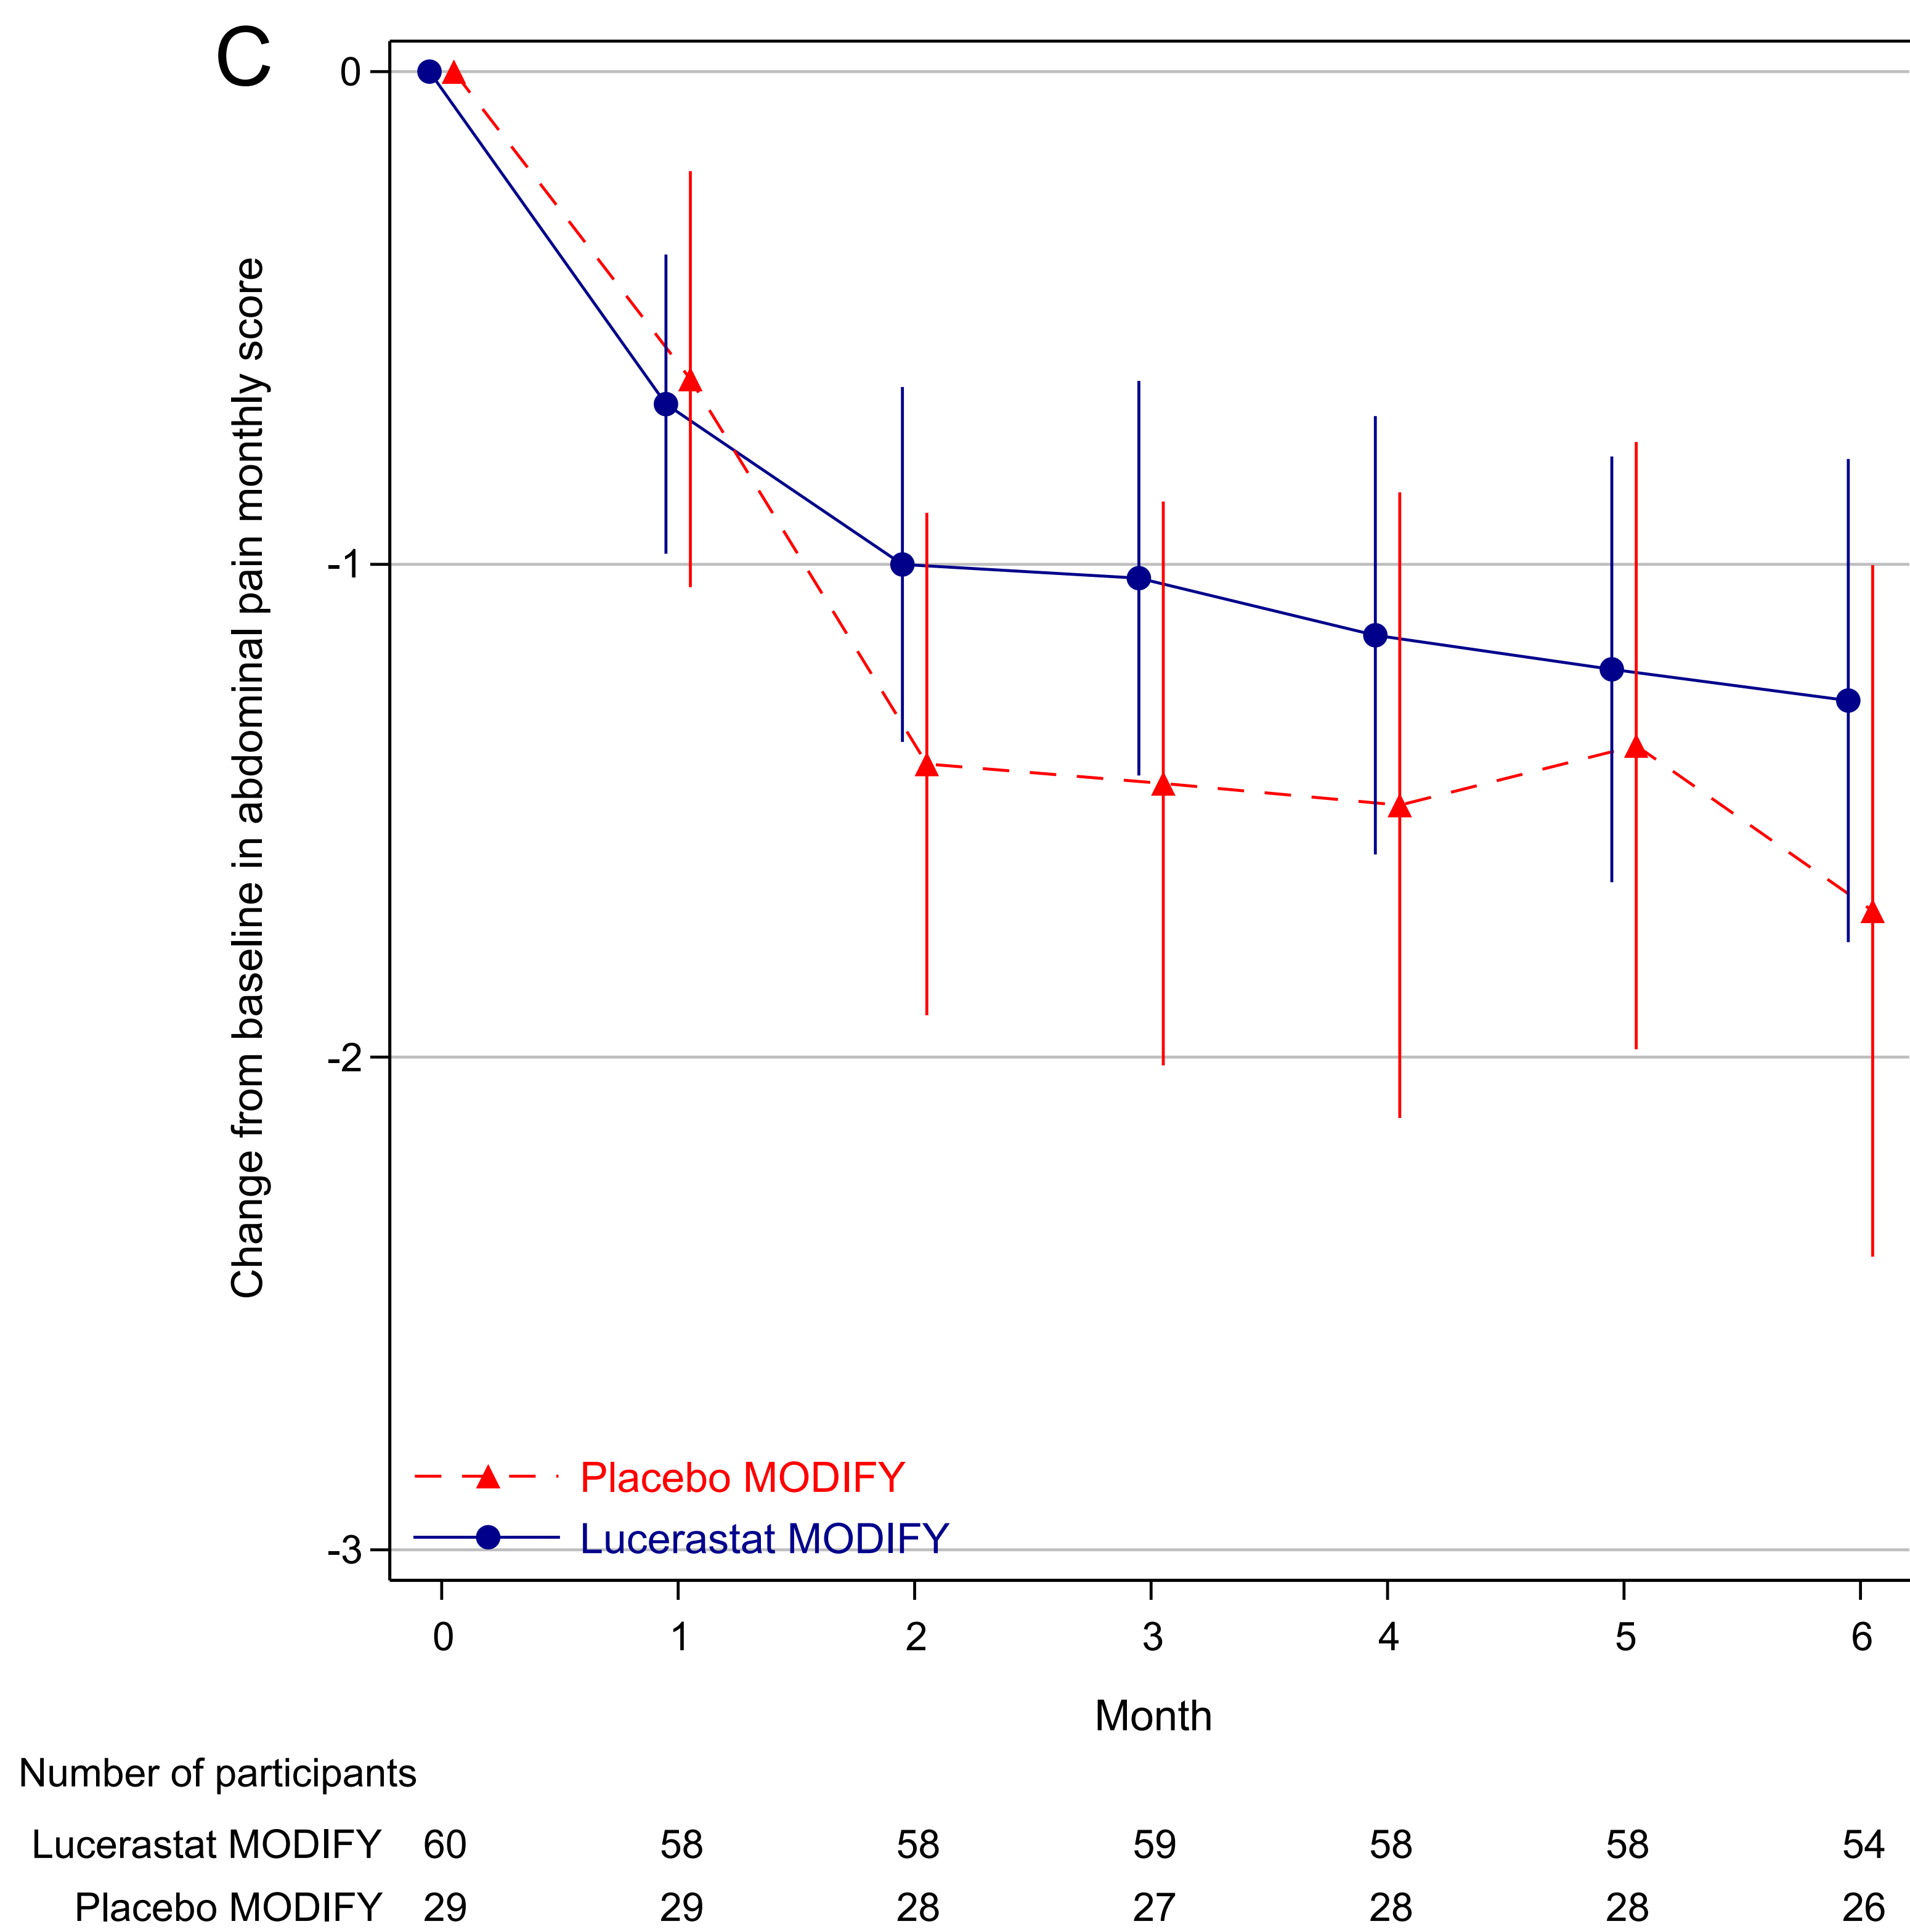 C
Change from baseline in abdominal pain monthly score
0
-1
-2
-3
Placebo MODIFY
Lucerastat MODIFY
0 1 2 3 4 5 6
Month
Number of participants
Lucerastat MODIFY 60 58 58 59 58 58 54
Placebo MODIFY 29 29 28 27 28 28 26